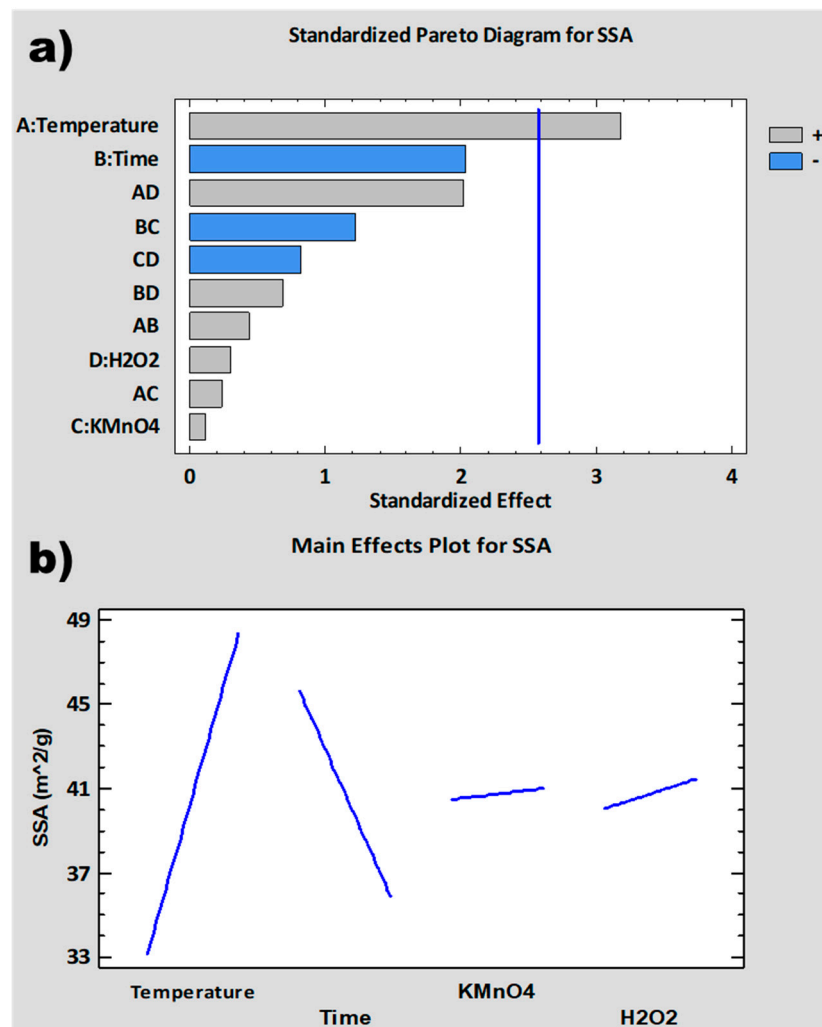 a)
Standardized Pareto Diagram for SSA
A:Temperature
B:Time
AD
BC
CD
BD
AB
D:H2O2
AC
C:KMnO4
+
-
0 1 2 3 4
Standardized Effect
b)
Main Effects Plot for SSA
49
45
41
37
33
SSA (m^2/g)
Temperature
Time
KMnO4
H2O2